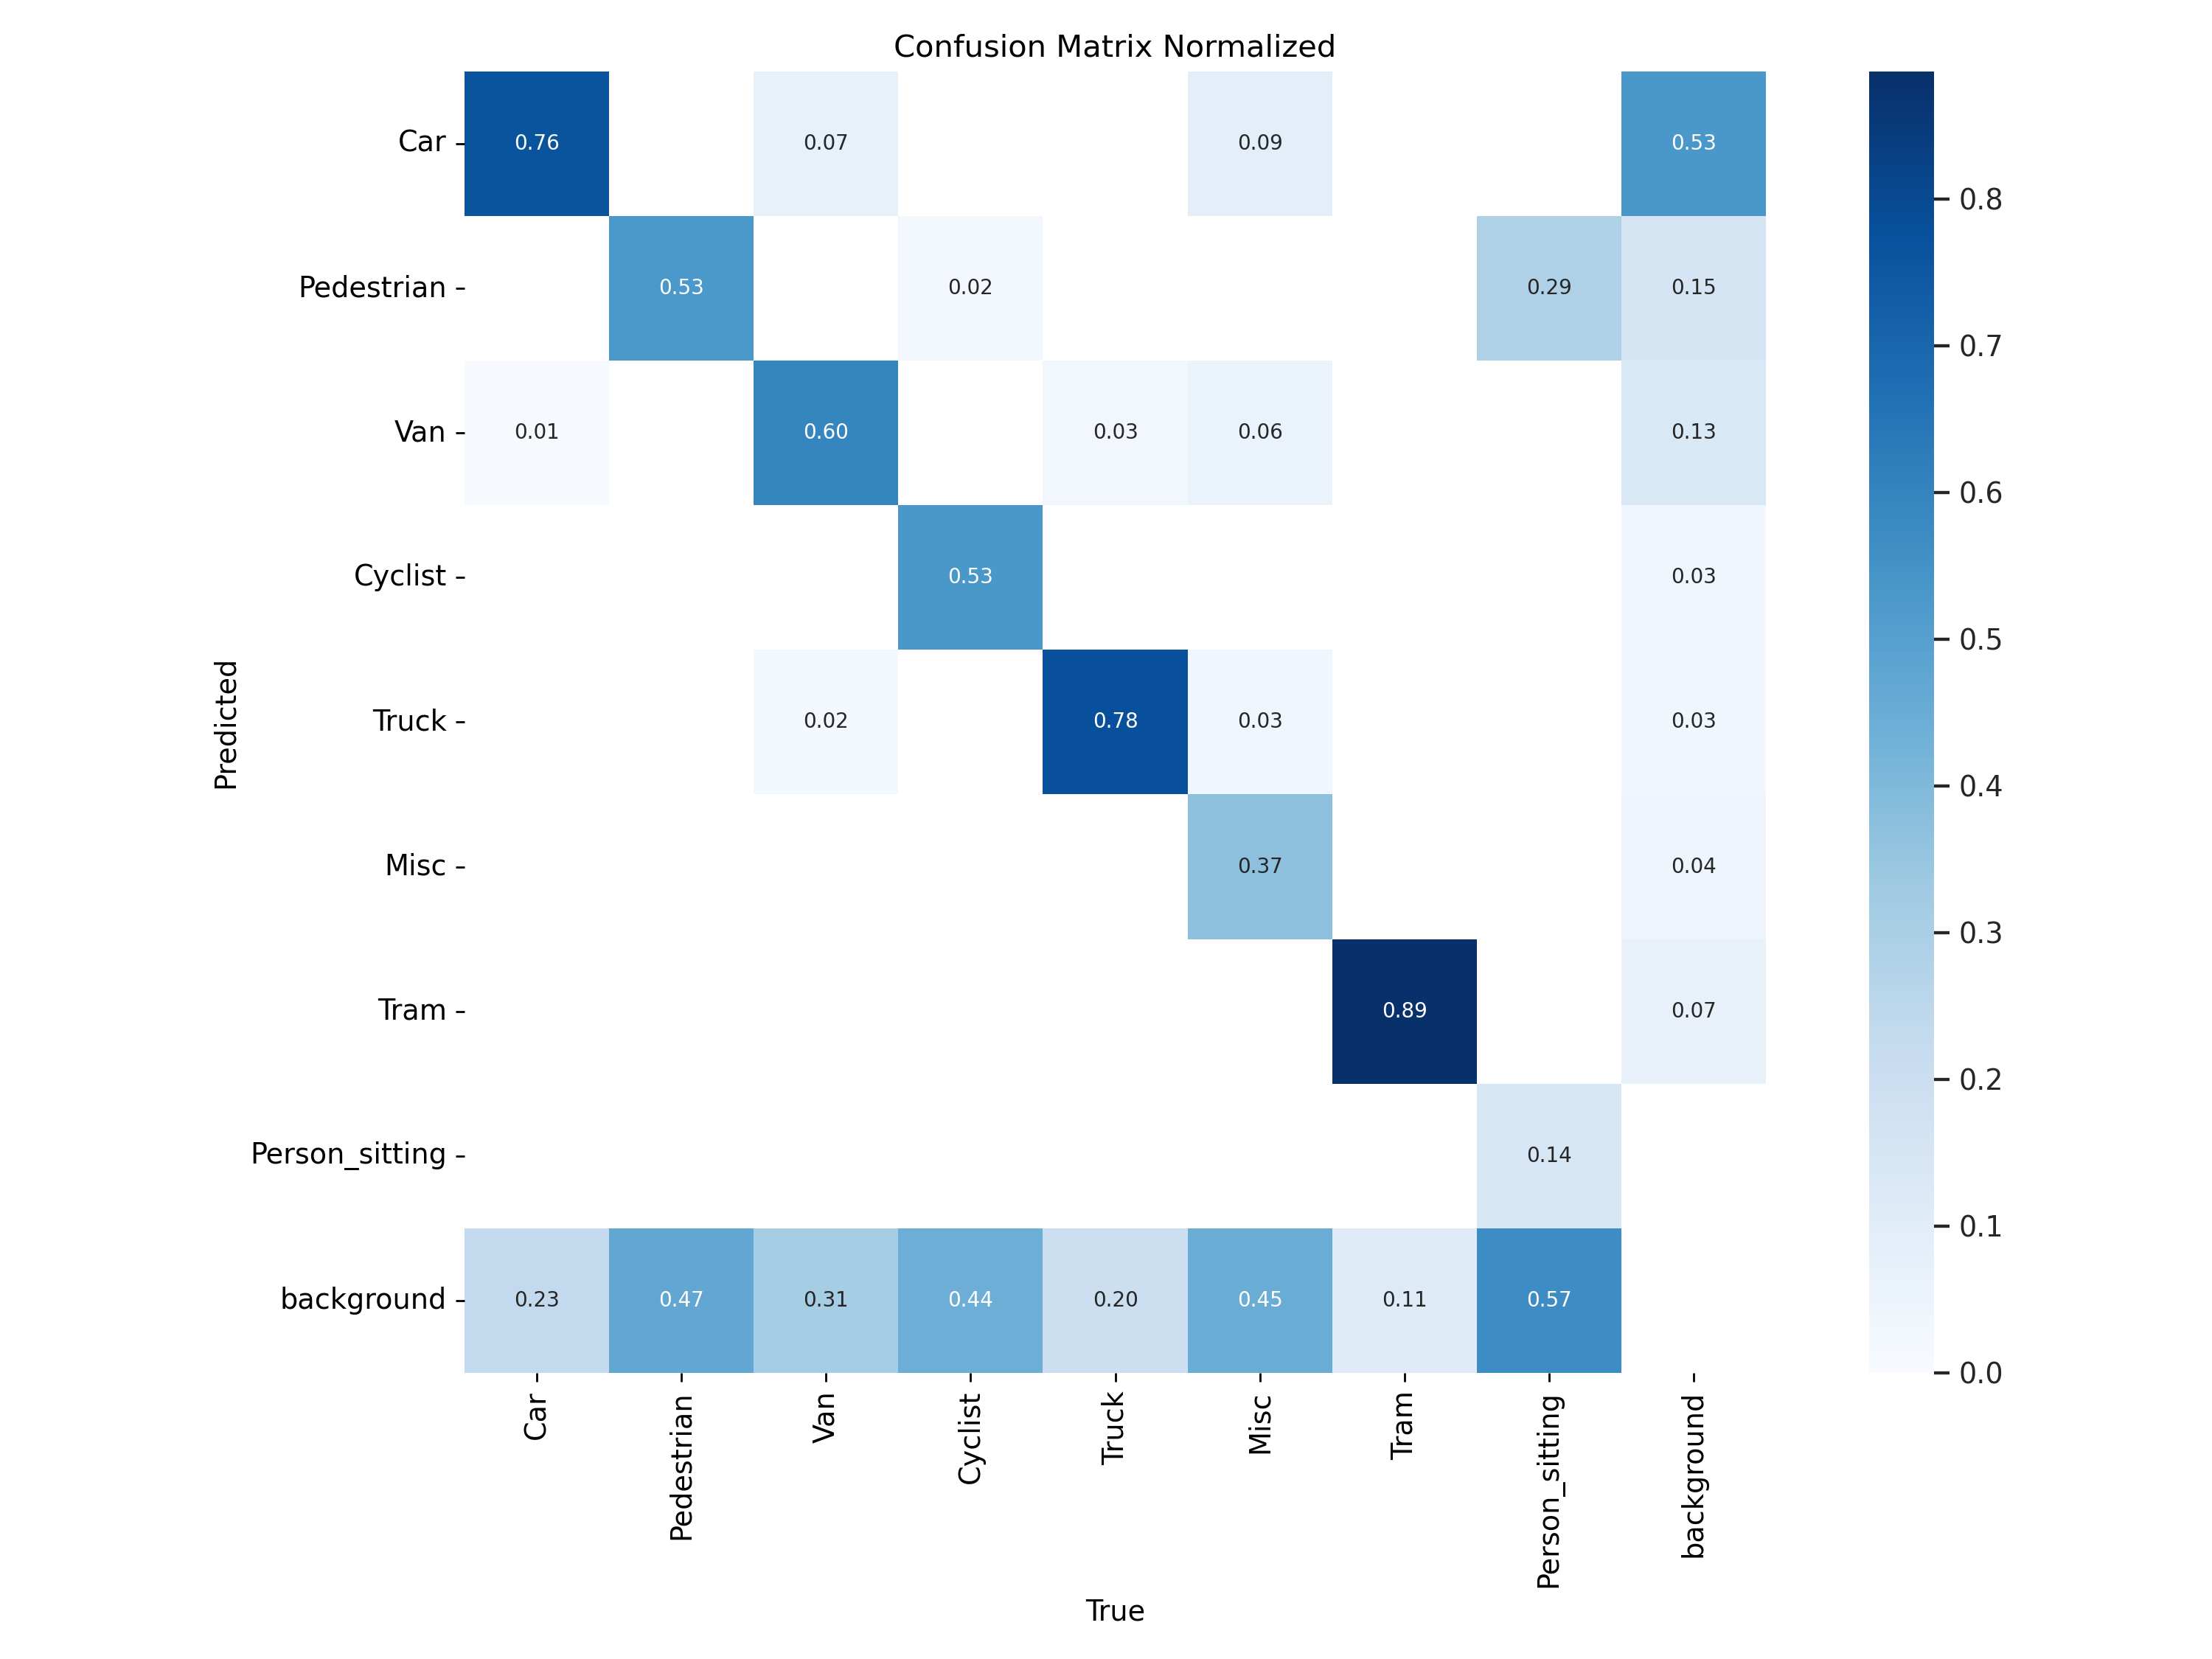 Confusion Matrix Normalized
Car
0.76
0.07
0.09
0.53
Pedestrian
0.53
0.02
0.29
0.15
Van
0.01
0.60
0.03
0.06
0.13
Cyclist
0.53
0.03
Truck
0.02
0.78
0.03
0.03
Misc
0.37
0.04
Tram
0.89
0.07
Person_sitting
0.14
background
0.23
0.47
0.31
0.44
0.20
0.45
0.11
0.57
Predicted
Car
Pedestrian
Van
Cyclist
Truck
Misc
Tram
Person_sitting
background
True
0.8
0.7
0.6
0.5
0.4
0.3
0.2
0.1
0.0